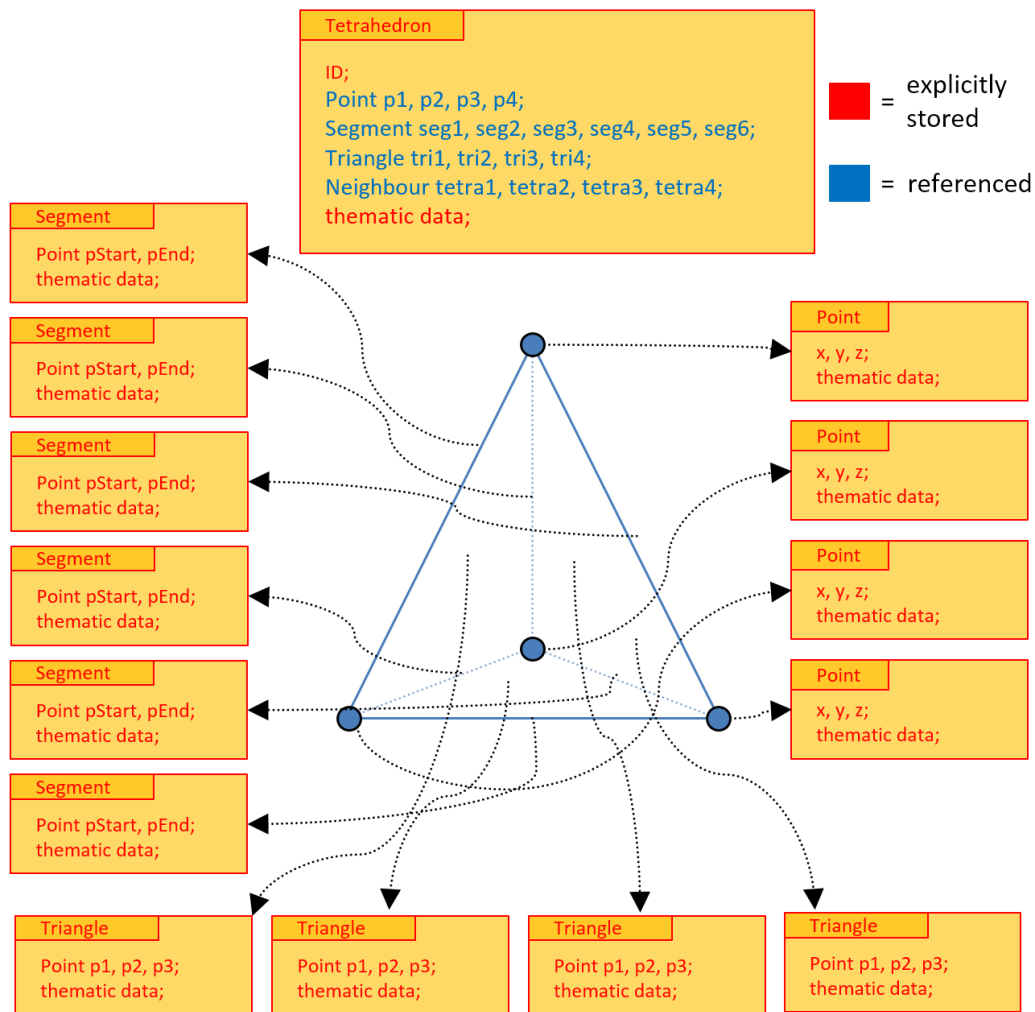 Tetrahedron
ID;
Point p1, p2, p3, p4;
Segment seg1, seg2, seg3, seg4, seg5, seg6;
Triangle tri1, tri2, tri3, tri4;
Neighbour tetra1, tetra2, tetra3, tetra4;
thematic data;
= explicitly
stored
= referenced
Segment
Point pStart, pEnd;
thematic data;
Segment
Point pStart, pEnd;
thematic data;
Segment
Point pStart, pEnd;
thematic data;
Segment
Point pStart, pEnd;
thematic data;
Segment
Point pStart, pEnd;
thematic data;
Segment
Point pStart, pEnd;
thematic data;
Point
x, y, z;
thematic data;
Point
x, y, z;
thematic data;
Point
x, y, z;
thematic data;
Point
x, y, z;
thematic data;
Triangle
Point p1, p2, p3;
thematic data;
Triangle
Point p1, p2, p3;
thematic data;
Triangle
Point p1, p2, p3;
thematic data;
Triangle
Point p1, p2, p3;
thematic data;